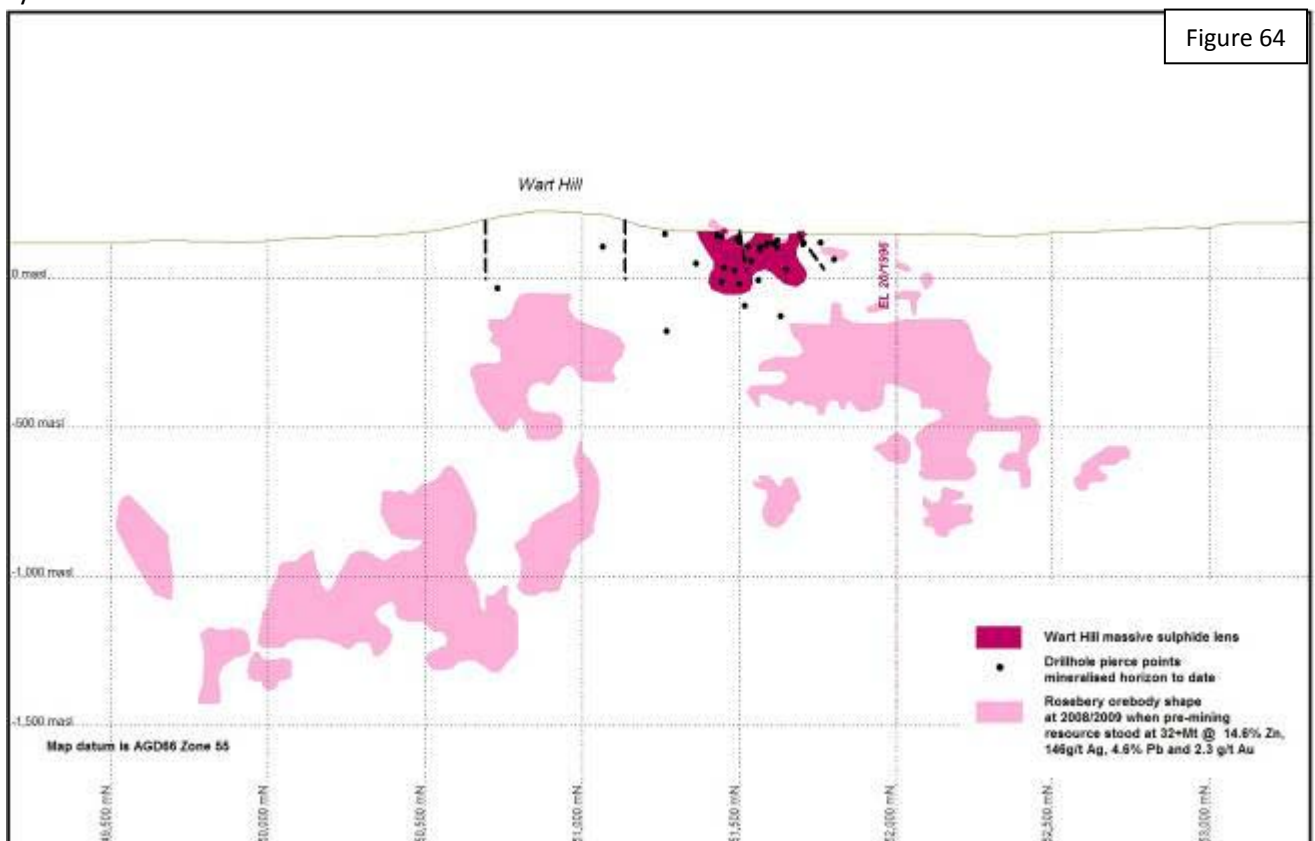 Figure 64
Wart Hill
EL 20/1996
0 masl
-500 masl
-1,000 masl
-1,500 masl
Wart Hill massive sulphide lens
Drillhole pierce points
mineralised horizon to date
Rosebery orebody shape
at 2008/2009 when pre-mining
resource stood at 32+Mt @ 14.6% Zn,
146g/t Ag, 4.6% Pb and 2.3 g/t Au
Map datum is AGD66 Zone 55
49,500 mN
50,000 mN
50,500 mN
51,000 mN
51,500 mN
52,000 mN
52,500 mN
53,000 mN